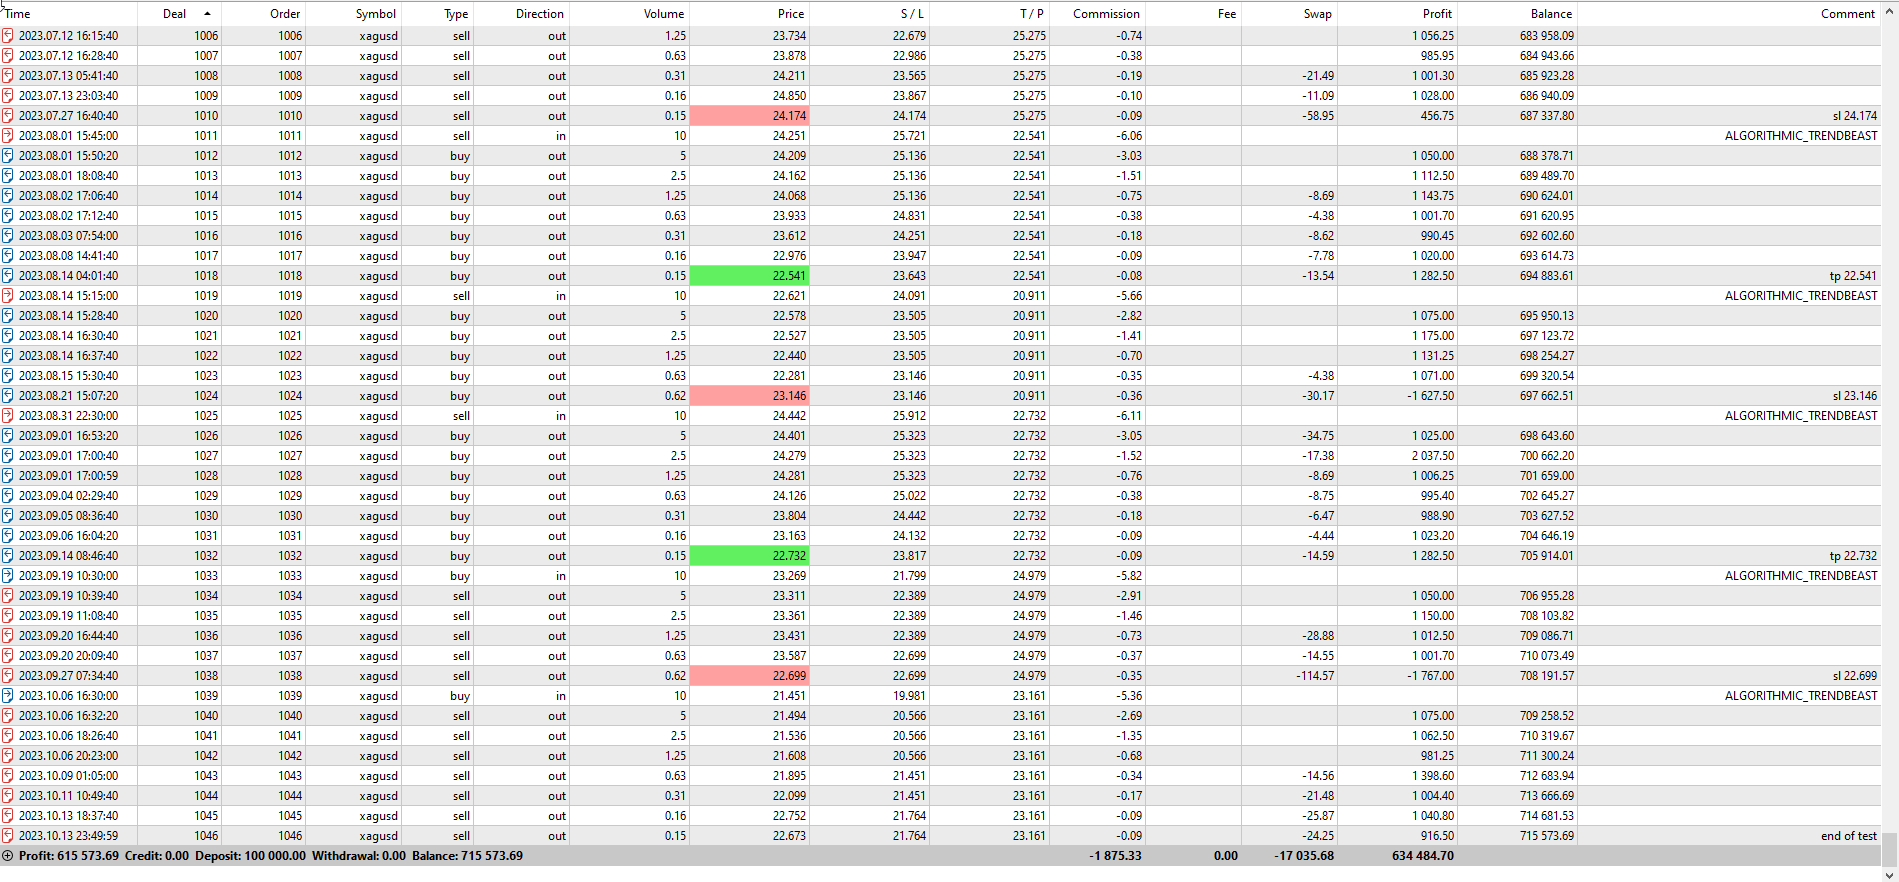 Time Deal Order Symbol Type Direction Volume Price S / L T / P Commission Fee Swap Profit Balance Comment
2023.07.12 16:15:40 1006 1006 xagusd sell out 1.25 23.734 22.679 25.275 -0.74 1 056.25 683 958.09
2023.07.12 16:28:40 1007 1007 xagusd sell out 0.63 23.878 22.986 25.275 -0.38 985.95 684 943.66
2023.07.13 05:41:40 1008 1008 xagusd sell out 0.31 24.211 23.565 25.275 -0.19 -21.49 1 001.30 685 923.28
2023.07.13 23:03:40 1009 1009 xagusd sell out 0.16 24.850 23.867 25.275 -0.10 -11.09 1 028.00 686 940.09
2023.07.27 16:40:40 1010 1010 xagusd sell out 0.15 24.174 24.174 25.275 -0.09 -58.95 456.75 687 337.80 sl 24.174
2023.08.01 15:45:00 1011 1011 xagusd sell in 10 24.251 25.721 22.541 -6.06 ALGORITHMIC_TRENDBEAST
2023.08.01 15:50:20 1012 1012 xagusd buy out 5 24.209 25.136 22.541 -3.03 1 050.00 688 378.71
2023.08.01 18:08:40 1013 1013 xagusd buy out 2.5 24.162 25.136 22.541 -1.51 1 112.50 689 489.70
2023.08.02 17:06:40 1014 1014 xagusd buy out 1.25 24.068 25.136 22.541 -0.75 -8.69 1 143.75 690 624.01
2023.08.02 17:12:40 1015 1015 xagusd buy out 0.63 23.933 24.831 22.541 -0.38 -4.38 1 001.70 691 620.95
2023.08.03 07:54:00 1016 1016 xagusd buy out 0.31 23.612 24.251 22.541 -0.18 -8.62 990.45 692 602.60
2023.08.08 14:41:40 1017 1017 xagusd buy out 0.16 22.976 23.947 22.541 -0.09 -7.78 1 020.00 693 614.73
2023.08.14 04:01:40 1018 1018 xagusd buy out 0.15 22.541 23.643 22.541 -0.08 -13.54 1 282.50 694 883.61 tp 22.541
2023.08.14 15:15:00 1019 1019 xagusd sell in 10 22.621 24.091 20.911 -5.66 ALGORITHMIC_TRENDBEAST
2023.08.14 15:28:40 1020 1020 xagusd buy out 5 22.578 23.505 20.911 -2.82 1 075.00 695 950.13
2023.08.14 16:30:40 1021 1021 xagusd buy out 2.5 22.527 23.505 20.911 -1.41 1 175.00 697 123.72
2023.08.14 16:37:40 1022 1022 xagusd buy out 1.25 22.440 23.505 20.911 -0.70 1 131.25 698 254.27
2023.08.15 15:30:40 1023 1023 xagusd buy out 0.63 22.281 23.146 20.911 -0.35 -4.38 1 071.00 699 320.54
2023.08.21 15:07:20 1024 1024 xagusd buy out 0.62 23.146 23.146 20.911 -0.36 -30.17 -1 627.50 697 662.51 sl 23.146
2023.08.31 22:30:00 1025 1025 xagusd sell in 10 24.442 25.912 22.732 -6.11 ALGORITHMIC_TRENDBEAST
2023.09.01 16:53:20 1026 1026 xagusd buy out 5 24.401 25.323 22.732 -3.05 -34.75 1 025.00 698 643.60
2023.09.01 17:00:40 1027 1027 xagusd buy out 2.5 24.279 25.323 22.732 -1.52 -17.38 2 037.50 700 662.20
2023.09.01 17:00:59 1028 1028 xagusd buy out 1.25 24.281 25.323 22.732 -0.76 -8.69 1 006.25 701 659.00
2023.09.04 02:29:40 1029 1029 xagusd buy out 0.63 24.126 25.022 22.732 -0.38 -8.75 995.40 702 645.27
2023.09.05 08:36:40 1030 1030 xagusd buy out 0.31 23.804 24.442 22.732 -0.18 -6.47 988.90 703 627.52
2023.09.06 16:04:20 1031 1031 xagusd buy out 0.16 23.163 24.132 22.732 -0.09 -4.44 1 023.20 704 646.19
2023.09.14 08:46:40 1032 1032 xagusd buy out 0.15 22.732 23.817 22.732 -0.09 -14.59 1 282.50 705 914.01 tp 22.732
2023.09.19 10:30:00 1033 1033 xagusd buy in 10 23.269 21.799 24.979 -5.82 ALGORITHMIC_TRENDBEAST
2023.09.19 10:39:40 1034 1034 xagusd sell out 5 23.311 22.389 24.979 -2.91 1 050.00 706 955.28
2023.09.19 11:08:40 1035 1035 xagusd sell out 2.5 23.361 22.389 24.979 -1.46 1 150.00 708 103.82
2023.09.20 16:44:40 1036 1036 xagusd sell out 1.25 23.431 22.389 24.979 -0.73 -28.88 1 012.50 709 086.71
2023.09.20 20:09:40 1037 1037 xagusd sell out 0.63 23.587 22.699 24.979 -0.37 -14.55 1 001.70 710 073.49
2023.09.27 07:34:40 1038 1038 xagusd sell out 0.62 22.699 22.699 24.979 -0.35 -114.57 -1 767.00 708 191.57 sl 22.699
2023.10.06 16:30:00 1039 1039 xagusd buy in 10 21.451 19.981 23.161 -5.36 ALGORITHMIC_TRENDBEAST
2023.10.06 16:32:20 1040 1040 xagusd sell out 5 21.494 20.566 23.161 -2.69 1 075.00 709 258.52
2023.10.06 18:26:40 1041 1041 xagusd sell out 2.5 21.536 20.566 23.161 -1.35 1 062.50 710 319.67
2023.10.06 20:23:00 1042 1042 xagusd sell out 1.25 21.608 20.566 23.161 -0.68 981.25 711 300.24
2023.10.09 01:05:00 1043 1043 xagusd sell out 0.63 21.895 21.451 23.161 -0.34 -14.56 1 398.60 712 683.94
2023.10.11 10:49:40 1044 1044 xagusd sell out 0.31 22.099 21.451 23.161 -0.17 -21.48 1 004.40 713 666.69
2023.10.13 18:37:40 1045 1045 xagusd sell out 0.16 22.752 21.764 23.161 -0.09 -25.87 1 040.80 714 681.53
2023.10.13 23:49:59 1046 1046 xagusd sell out 0.15 22.673 21.764 23.161 -0.09 -24.25 916.50 715 573.69 end of test
Profit: 615 573.69 Credit: 0.00 Deposit: 100 000.00 Withdrawal: 0.00 Balance: 715 573.69 -1 875.33 0.00 -17 035.68 634 484.70